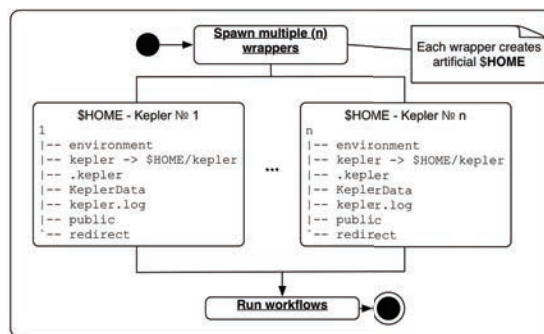 Spawn multiple (n)
wrappers
Each wrapper creates
artificial $HOME
$HOME - Kepler № 1
1
|-- environment
|-- kepler -> $HOME/kepler
|-- .kepler
|-- KeplerData
|-- kepler.log
|-- public
`-- redirect
...
$HOME - Kepler № n
n
|-- environment
|-- kepler -> $HOME/kepler
|-- .kepler
|-- KeplerData
|-- kepler.log
|-- public
`-- redirect
Run workflows